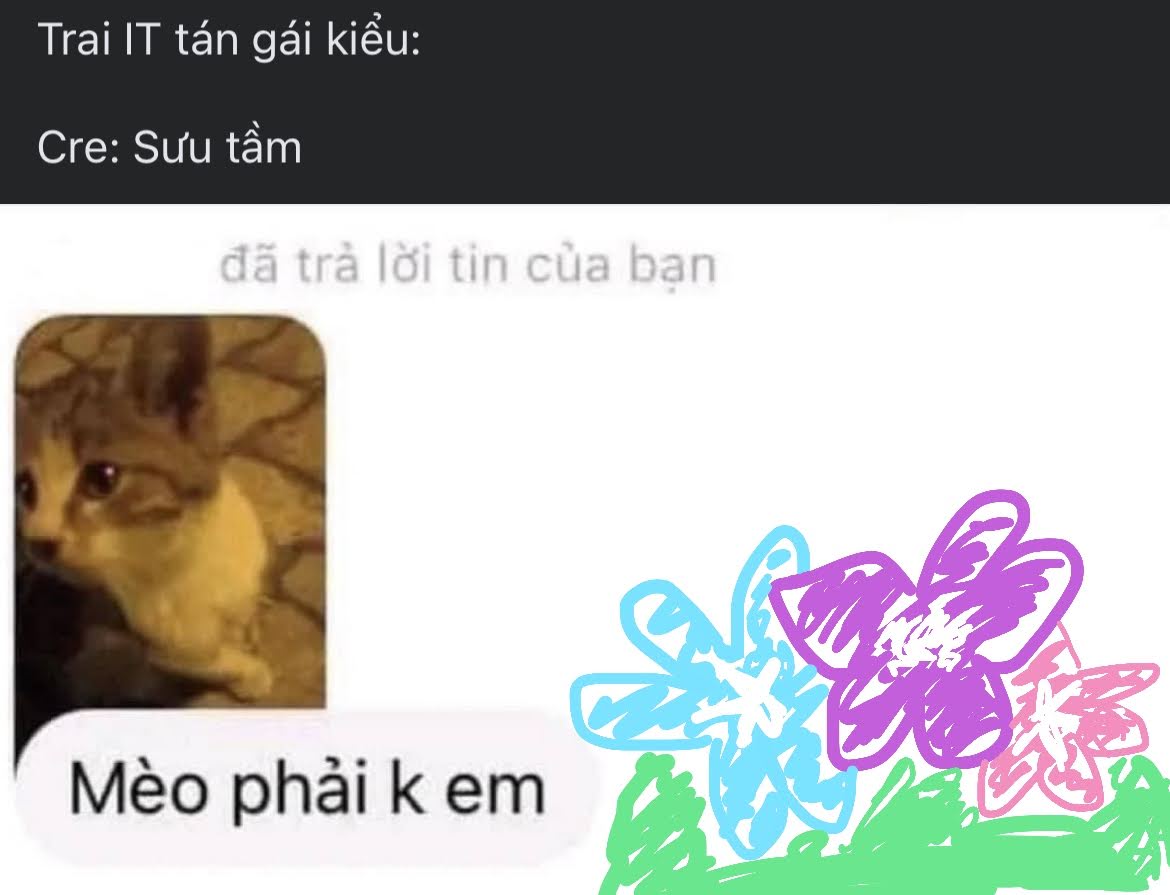 Trai IT tán gái kiểu:
Cre: Sưu tầm
đã trả lời tin của bạn
Mèo phải k em